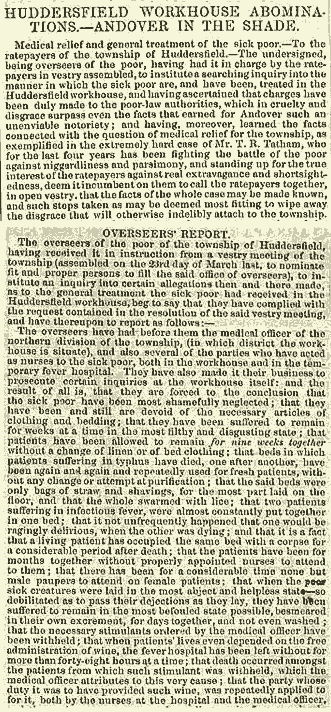 HUDDERSFIELD WORKHOUSE ABOMINA-
TIONS.—ANDOVER IN THE SHADE.
Medical relief and general treatment of the sick poor.—To the
ratepayers of the township of Huddersfield.—The undersigned,
being overseers of the poor, having had it in charge by the rate-
payers in vestry assembled, to institute a searching inquiry into the
manner in which the sick poor are, and have been, treated in the
Huddersfield workhouse, and having ascertained that charges have
been duly made to the poor-law authorities, which in cruelty and
disgrace surpass even the facts that earned for Andover such an
unenviable notoriety; and having, moreover, learned the facts
connected with the question of medical relief for the township, as
exemplified in the extremely hard case of Mr. T. R. Tatham, who
for the last four years has been fighting the battle of the poor
against niggardliness and parsimony, and standing up for the true
interest of the ratepayers against real extravagance and shortsight-
edness, deem it incumbent on them to call the ratepayers together,
in open vestry, that the facts of the whole case may be made known,
and such steps taken as may be deemed most fitting to wipe away
the disgrace that will otherwise indelibly attach to the township.
OVERSEERS' REPORT.
The overseers of the poor of the township of Huddersfield,
having received it in instruction from a vestry meeting of the
township (assembled on the 23rd day of March last, to nominate
fit and proper persons to fill the said office of overseers), to in-
stitute an inquiry into certain allegations then and there made,
as to the general treatment the sick poor had received in the
Huddersfield workhouse, beg to say that they have complied with
the request contained in the resolution of the said vestry meeting,
and have thereupon to report as follows:—
The overseers have had before them the medical officer of the
northern division of the township, (in which district the work-
house is situate), and also several of the parties who have acted
as nurses to the sick poor, both in the workhouse and in the tem-
porary fever hospital. They have also made it their business to
prosecute certain inquiries at the workhouse itself: and the
result of all is, that they are forced to the conclusion that
the sick poor have been most shamefully neglected; that they
have been and still are devoid of the necessary articles of
clothing and bedding; that they have been suffered to remain
for weeks at a time in the most filthy and disgusting state; that
patients have been allowed to remain for nine weeks together
without a change of linen or of bed clothing; that beds in which
patients suffering in typhus have died, one after another, have
been again and again and repeatedly used for fresh patients, with-
out any change or attempt at purification; that the said beds were
only bags of straw and shavings, for the most part laid on the
floor, and that the whole swarmed with lice; that two patients
suffering in infectious fever, were almost constantly put together
in one bed; that it not unfrequently happened that one would be
ragingly delirious, when the other was dying; and that it is a fact
that a living patient has occupied the same bed with a corpse for
a considerable period after death; that the patients have been for
months together without properly appointed nurses to attend
to them; that there has been for a considerable time none but
male paupers to attend on female patients; that when the poor
sick creatures were laid in the most abject and helpless state—so
debilitated as to pass their dejections as they lay, they have been
suffered to remain in the most befouled state possible, besmeared
in their own excrement, for days together, and not even washed;
that the necessary stimulants ordered by the medical officer have
been withheld; that when patients' lives even depended on the free
administration of wine, the fever hospital has been left without for
more than forty-eight hours at a time; that death occurred amongst
the patients from which such stimulant was withheld, which the
medical officer attributes to this very cause; that the party whose
duty it was to have provided such wine, was repeatedly applied to
for it, both by the nurses at the hospital and the medical officer,